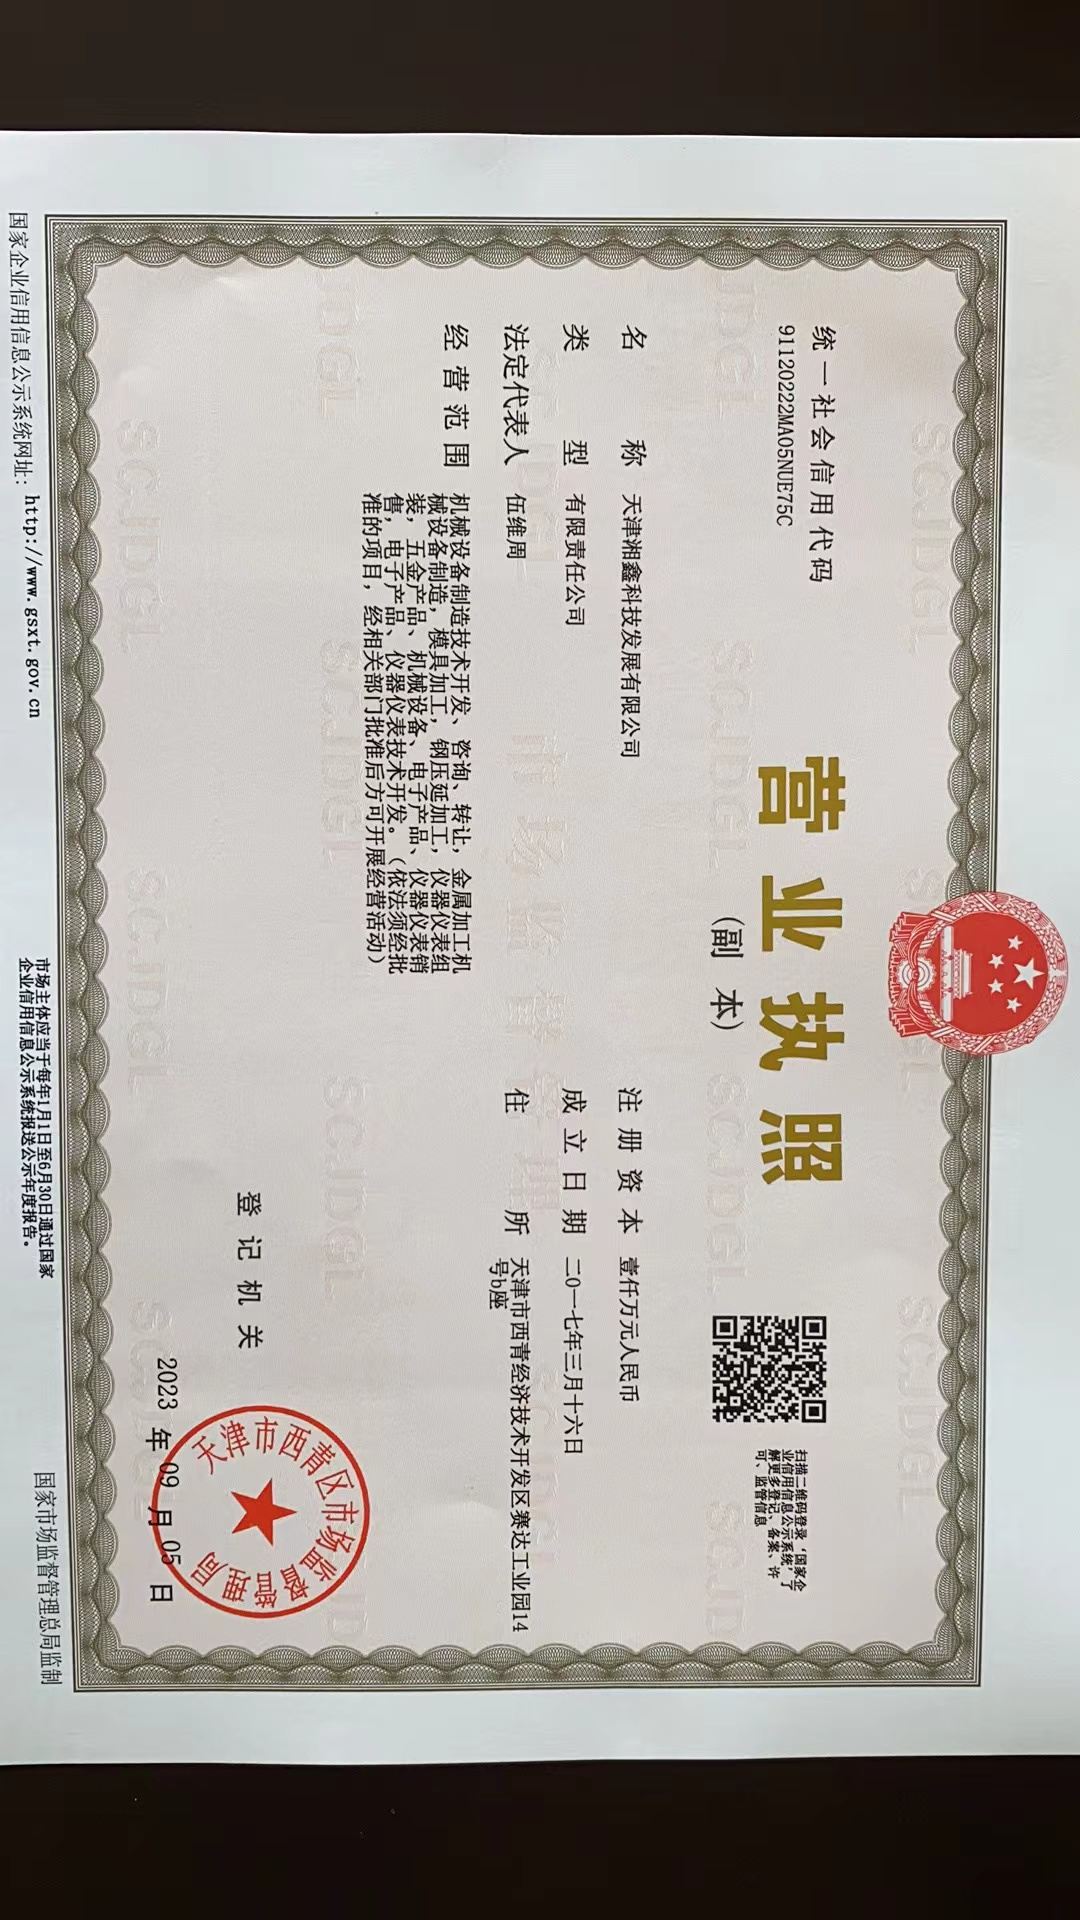 统一社会信用代码
91120222MA05NUE75C
营业执照
(副 本)
扫描二维码登录‘国家企
业信用信息公示系统’了
解更多登记、备案、许
可、监管信息
名 称 天津湘鑫科技发展有限公司
类 型 有限责任公司
法定代表人 伍维周
经营范围 机械设备制造技术开发、咨询、转让，金属加工机
械设备制造，模具加工，钢压延加工，仪器仪表组
装，五金产品、机械设备、电子产品、仪器仪表销
售，电子产品、仪器仪表技术开发。（依法须经批
准的项目，经相关部门批准后方可开展经营活动）
注册资本 壹仟万元人民币
成立日期 二0一七年三月十六日
住 所 天津市西青经济技术开发区赛达工业园14
号b座
登记机关
天津市西青区市场监督管理局
2023 年 09 月 05 日
国家企业信用信息公示系统网址：http://www.gsxt.gov.cn
市场主体应当于每年1月1日至6月30日通过国家
企业信用信息公示系统报送公示年度报告。
国家市场监督管理总局监制
SCJDGL
市场监督管理